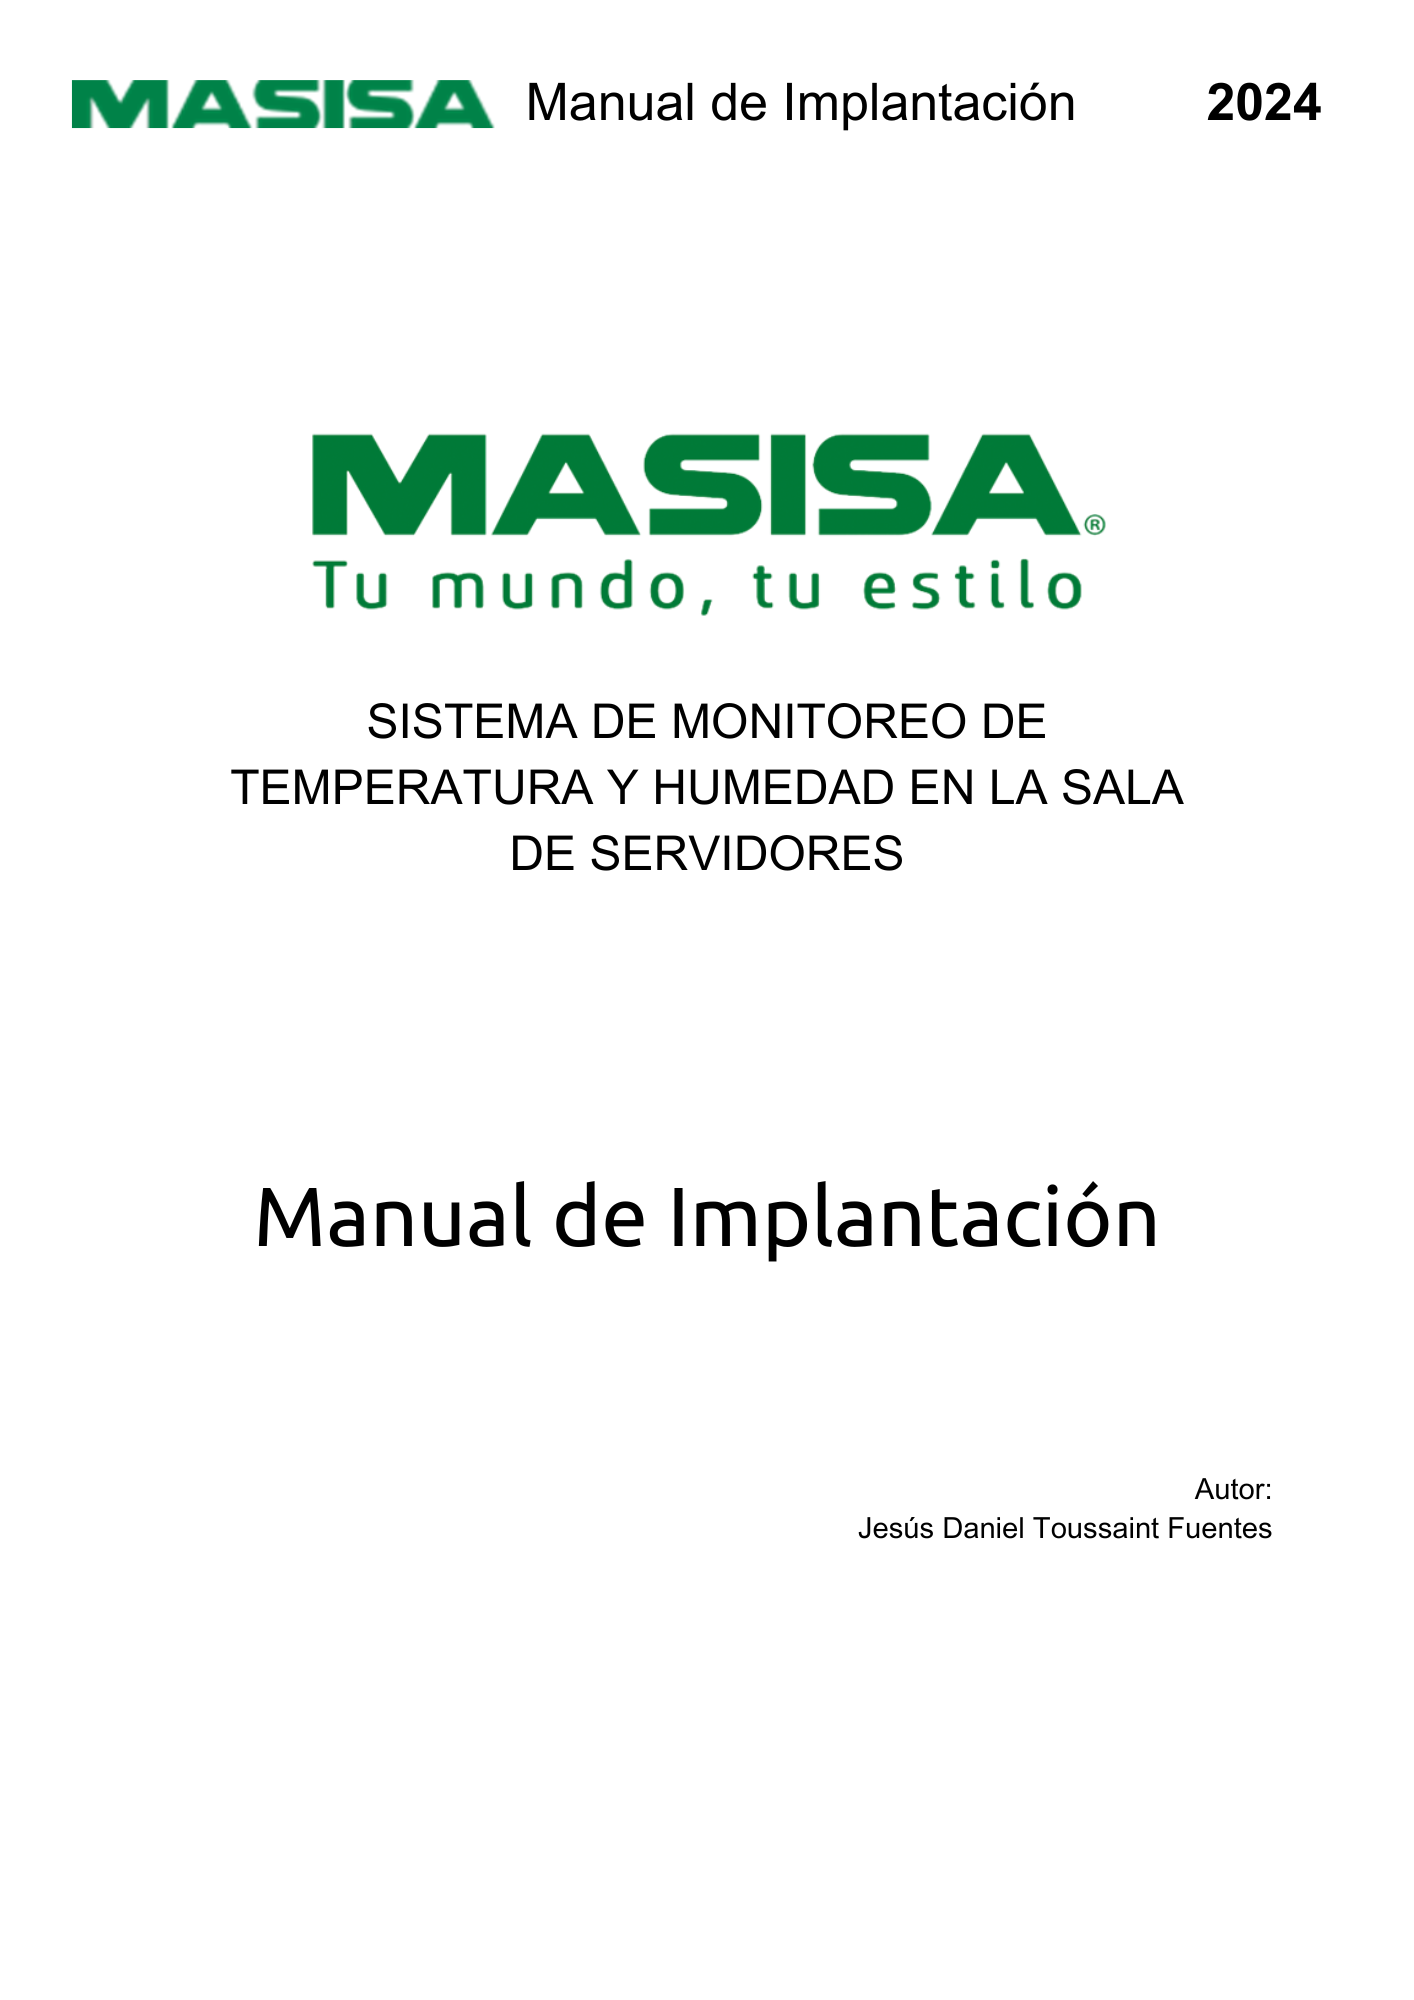 MASISA Manual de Implantación 2024
MASISA®
Tu mundo, tu estilo
SISTEMA DE MONITOREO DE
TEMPERATURA Y HUMEDAD EN LA SALA
DE SERVIDORES
Manual de Implantación
Autor:
Jesús Daniel Toussaint Fuentes